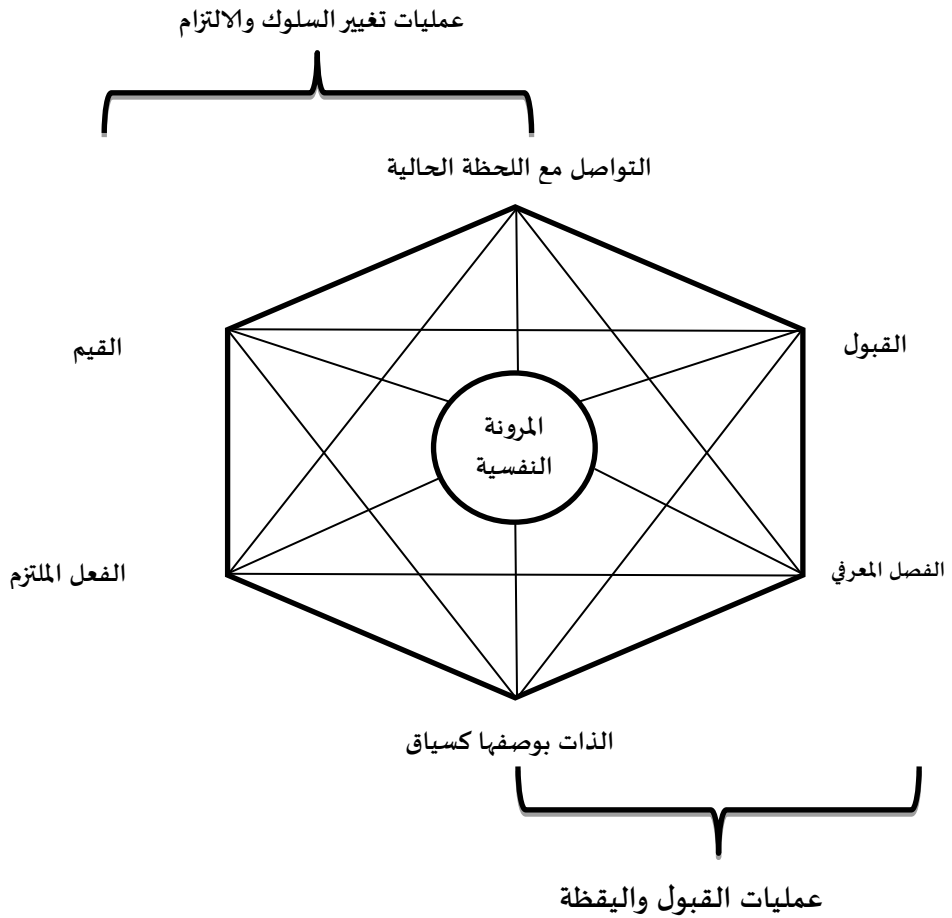 عمليات تغيير السلوك والالتزام
التواصل مع اللحظة الحالية
القبول
القيم
المرونة
النفسية
الفصل المعرفي
الفعل الملتزم
الذات بوصفها كسياق
عمليات القبول واليقظة